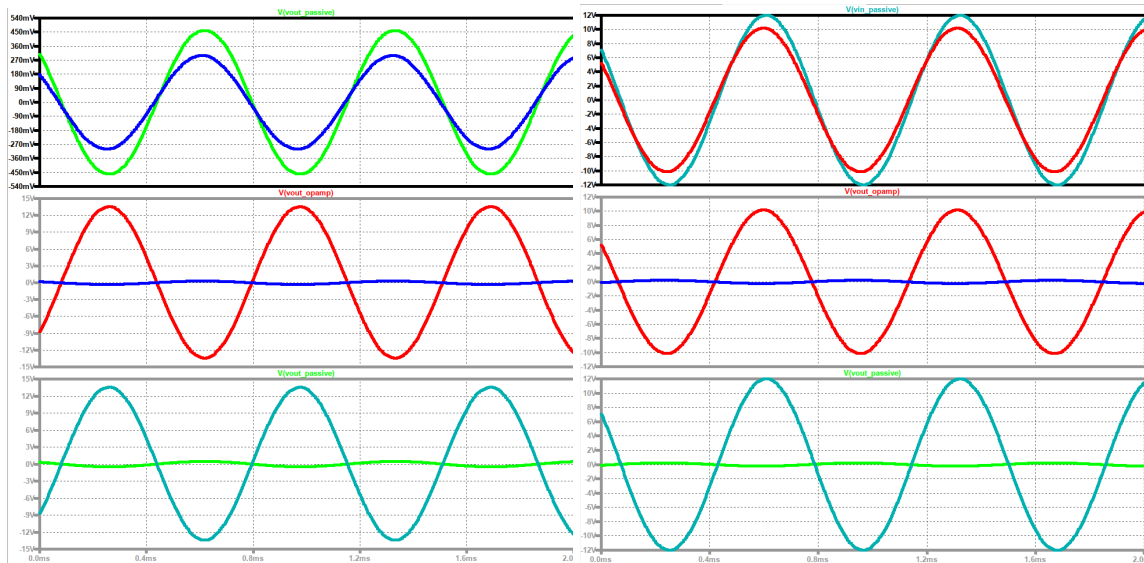 V(vout_passive)
540mV
450mV
360mV
270mV
180mV
90mV
0mV
-90mV
-180mV
-270mV
-360mV
-450mV
-540mV
V(vout_opamp)
15V
12V
9V
6V
3V
0V
-3V
-6V
-9V
-12V
-15V
V(vout_passive)
15V
12V
9V
6V
3V
0V
-3V
-6V
-9V
-12V
-15V
0.0ms 0.4ms 0.8ms 1.2ms 1.6ms 2.0
V(vin_passive)
12V
10V
8V
6V
4V
2V
0V
-2V
-4V
-6V
-8V
-10V
-12V
V(vout_opamp)
12V
10V
8V
6V
4V
2V
0V
-2V
-4V
-6V
-8V
-10V
-12V
V(vout_passive)
12V
10V
8V
6V
4V
2V
0V
-2V
-4V
-6V
-8V
-10V
-12V
0.0ms 0.4ms 0.8ms 1.2ms 1.6ms 2.0